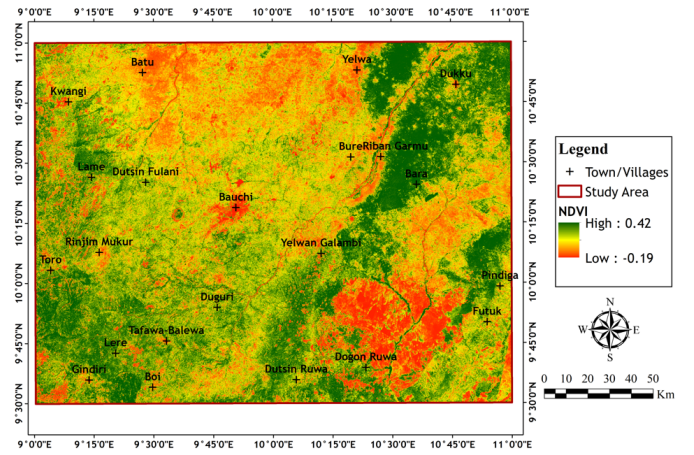 9°0'0"E 9°15'0"E 9°30'0"E 9°45'0"E 10°0'0"E 10°15'0"E 10°30'0"E 10°45'0"E 11°0'0"E
11°0'0"N
10°45'0"N
10°30'0"N
10°15'0"N
10°0'0"N
9°45'0"N
9°30'0"N
Batu
Yelwa
Dukku
Kwangi
BureRiban Garmu
Lame
Dutsin Fulani
Bara
Bauchi
Rinjim Mukur
Yelwan Galambi
Toro
Pindiga
Duguri
Futuk
Tafawa-Balewa
Lere
Dogon Ruwa
Gindiri
Boi
Dutsin Ruwa
10°45'0"N
10°30'0"N
10°15'0"N
10°0'0"N
9°45'0"N
9°30'0"N
9°0'0"E 9°15'0"E 9°30'0"E 9°45'0"E 10°0'0"E 10°15'0"E 10°30'0"E 10°45'0"E 11°0'0"E
Legend
Town/Villages
Study Area
NDVI
High : 0.42
Low : -0.19
N
W E
S
0 5 10 20 30 40 50
Km